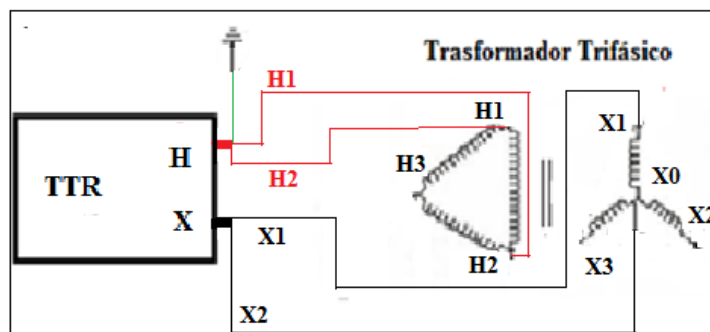 Trasformador Trifásico
H1
H1
X1
H
H3
X0
TTR
H2
X2
X
X1
H2
X3
X2